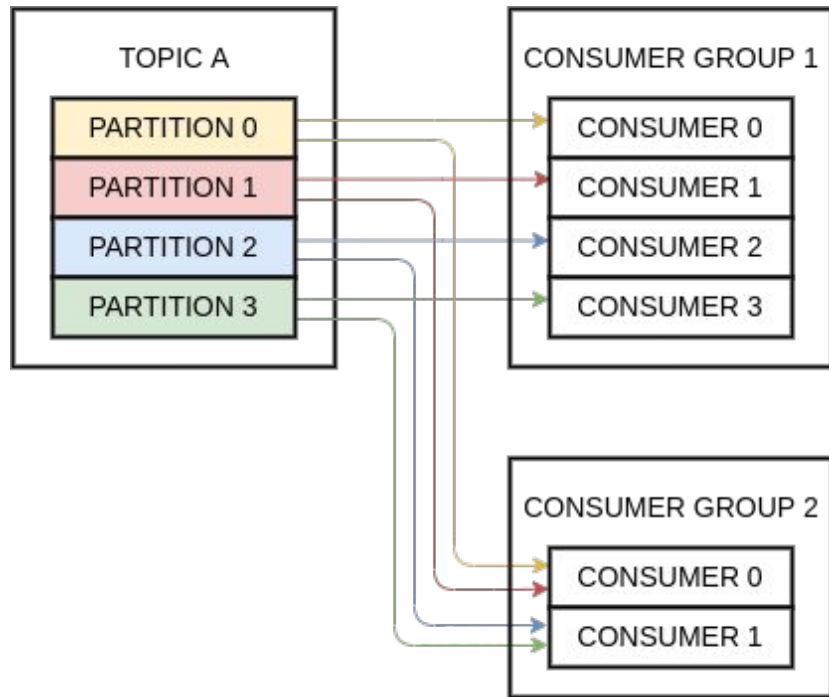 TOPIC A
PARTITION 0
PARTITION 1
PARTITION 2
PARTITION 3
CONSUMER GROUP 1
CONSUMER 0
CONSUMER 1
CONSUMER 2
CONSUMER 3
CONSUMER GROUP 2
CONSUMER 0
CONSUMER 1